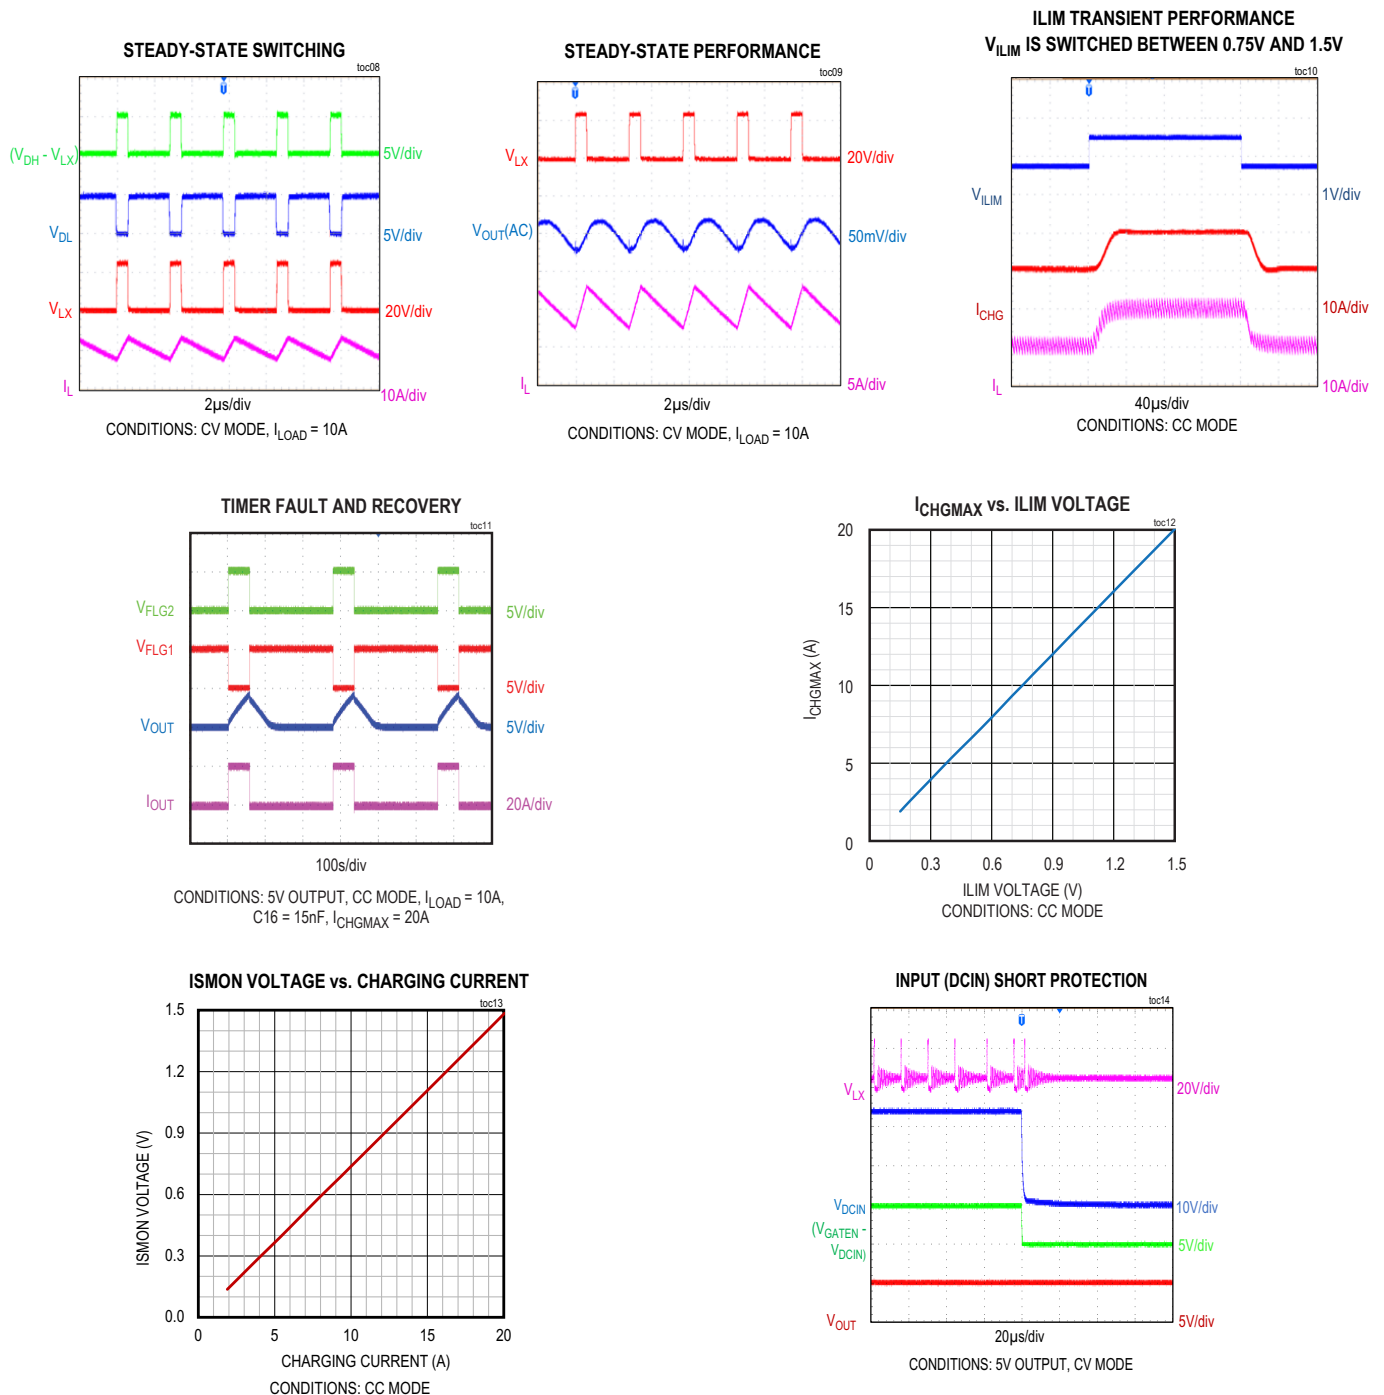 STEADY-STATE SWITCHING
toc08
(VDH - VLX)
5V/div
VDL
5V/div
VLX
20V/div
IL
10A/div
2µs/div
CONDITIONS: CV MODE, ILOAD = 10A
STEADY-STATE PERFORMANCE
toc09
VLX
20V/div
VOUT(AC)
50mV/div
IL
5A/div
2µs/div
CONDITIONS: CV MODE, ILOAD = 10A
ILIM TRANSIENT PERFORMANCE
VILIM IS SWITCHED BETWEEN 0.75V AND 1.5V
toc10
VILIM
1V/div
ICHG
10A/div
IL
10A/div
40µs/div
CONDITIONS: CC MODE
TIMER FAULT AND RECOVERY
toc11
VFLG2
5V/div
VFLG1
5V/div
VOUT
5V/div
IOUT
20A/div
100s/div
CONDITIONS: 5V OUTPUT, CC MODE, ILOAD = 10A,
C16 = 15nF, ICHGMAX = 20A
ICHGMAX vs. ILIM VOLTAGE
toc12
ICHGMAX (A)
20
15
10
5
0
0 0.3 0.6 0.9 1.2 1.5
ILIM VOLTAGE (V)
CONDITIONS: CC MODE
ISMON VOLTAGE vs. CHARGING CURRENT
toc13
ISMON VOLTAGE (V)
1.5
1.2
0.9
0.6
0.3
0.0
0 5 10 15 20
CHARGING CURRENT (A)
CONDITIONS: CC MODE
INPUT (DCIN) SHORT PROTECTION
toc14
VLX
20V/div
VDCIN
10V/div
(VGATEN -
VDCIN)
5V/div
VOUT
5V/div
20µs/div
CONDITIONS: 5V OUTPUT, CV MODE